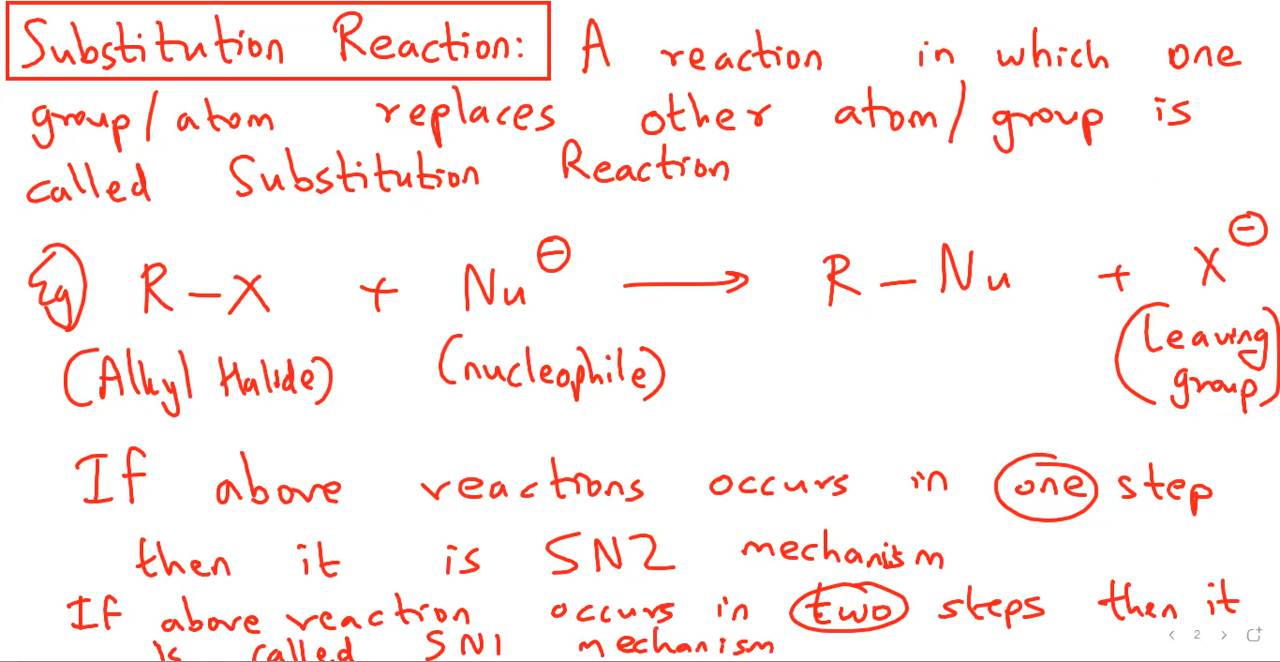 Substitution Reaction: A reaction in which one
group/atom replaces other atom/group is
called Substitution Reaction
Eg R-X + Nu⊖ ⟶ R-Nu + X⊖
(Alkyl Halide) (nucleophile) (Leaving group)
If above reactions occurs in one step
then it is SN2 mechanism
If above reaction occurs in two steps then it
is called SN1 mechanism
2